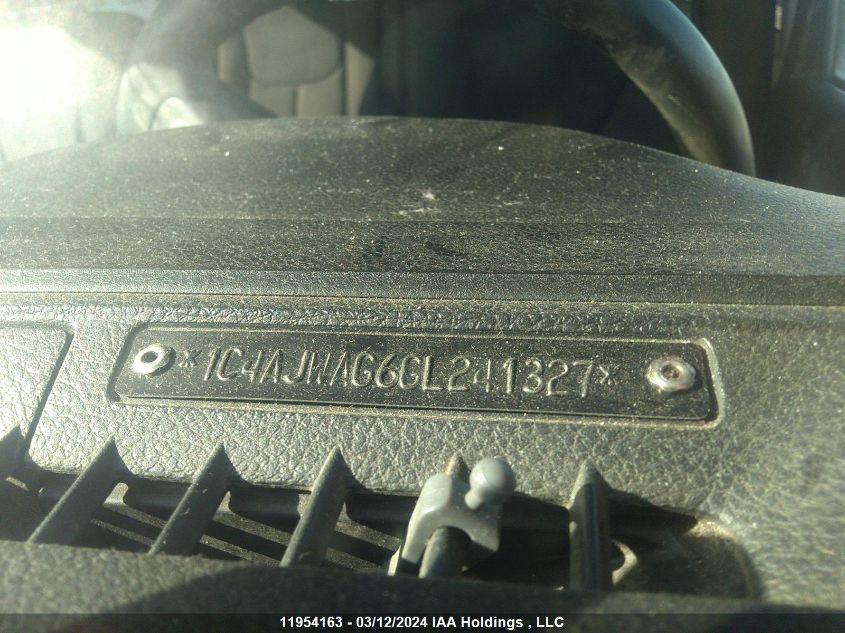 *1C4AJWAG6GL241327*
11954163 - 03/12/2024 IAA Holdings , LLC